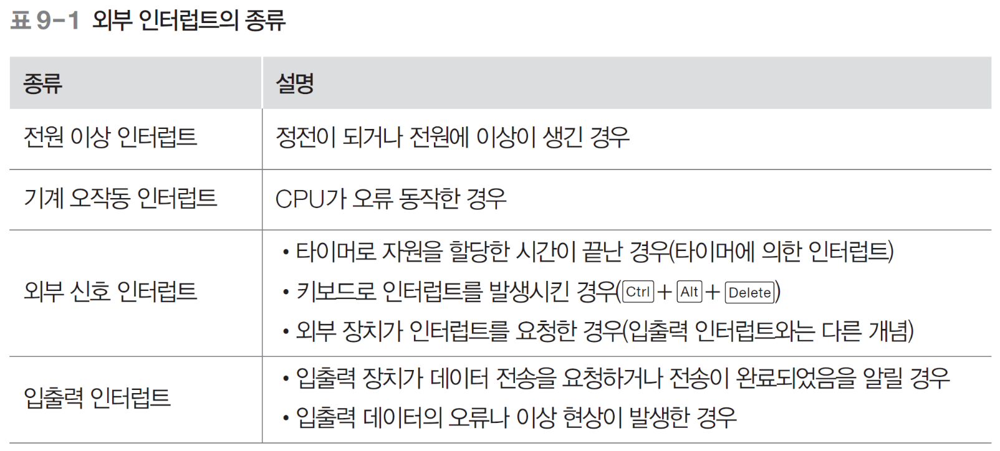 표 9-1 외부 인터럽트의 종류
종류
설명
전원 이상 인터럽트
정전이 되거나 전원에 이상이 생긴 경우
기계 오작동 인터럽트
CPU가 오류 동작한 경우
외부 신호 인터럽트
• 타이머로 자원을 할당한 시간이 끝난 경우(타이머에 의한 인터럽트)
• 키보드로 인터럽트를 발생시킨 경우(Ctrl+Alt+Delete)
• 외부 장치가 인터럽트를 요청한 경우(입출력 인터럽트와는 다른 개념)
입출력 인터럽트
• 입출력 장치가 데이터 전송을 요청하거나 전송이 완료되었음을 알릴 경우
• 입출력 데이터의 오류나 이상 현상이 발생한 경우